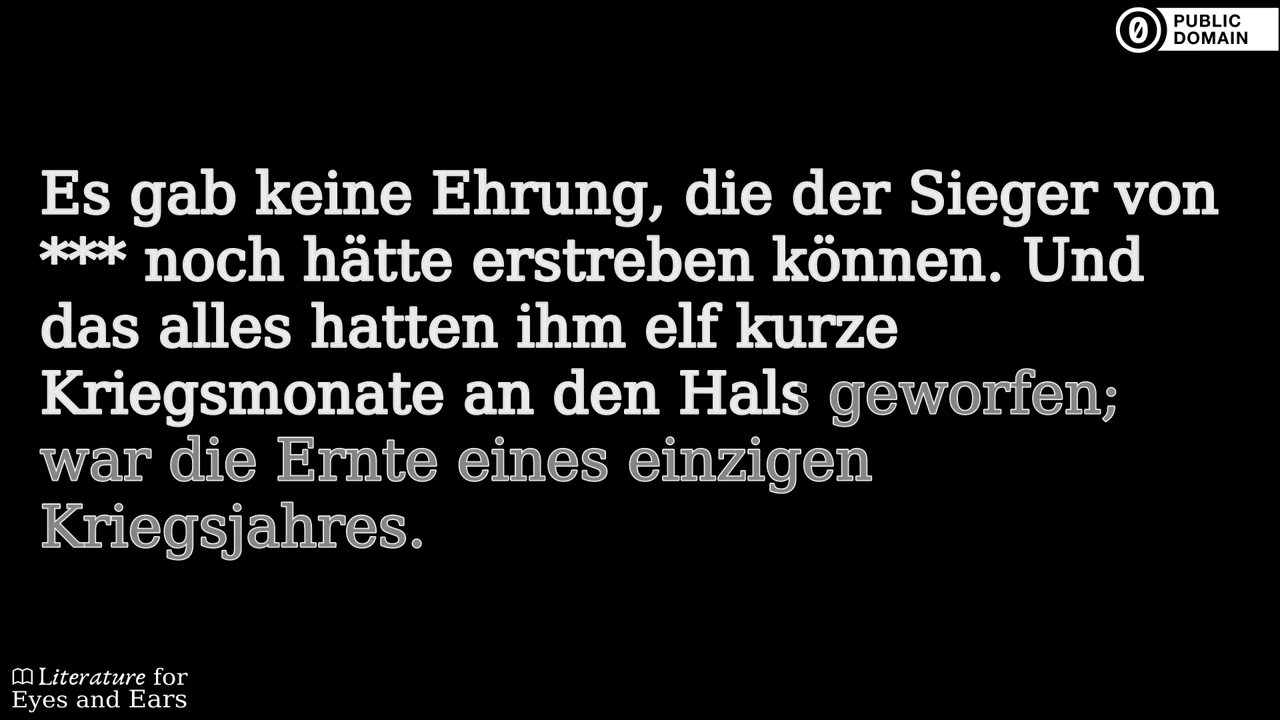 PUBLIC
DOMAIN
Es gab keine Ehrung, die der Sieger von
*** noch hätte erstreben können. Und
das alles hatten ihm elf kurze
Kriegsmonate an den Hals geworfen;
war die Ernte eines einzigen
Kriegsjahres.
Literature for
Eyes and Ears